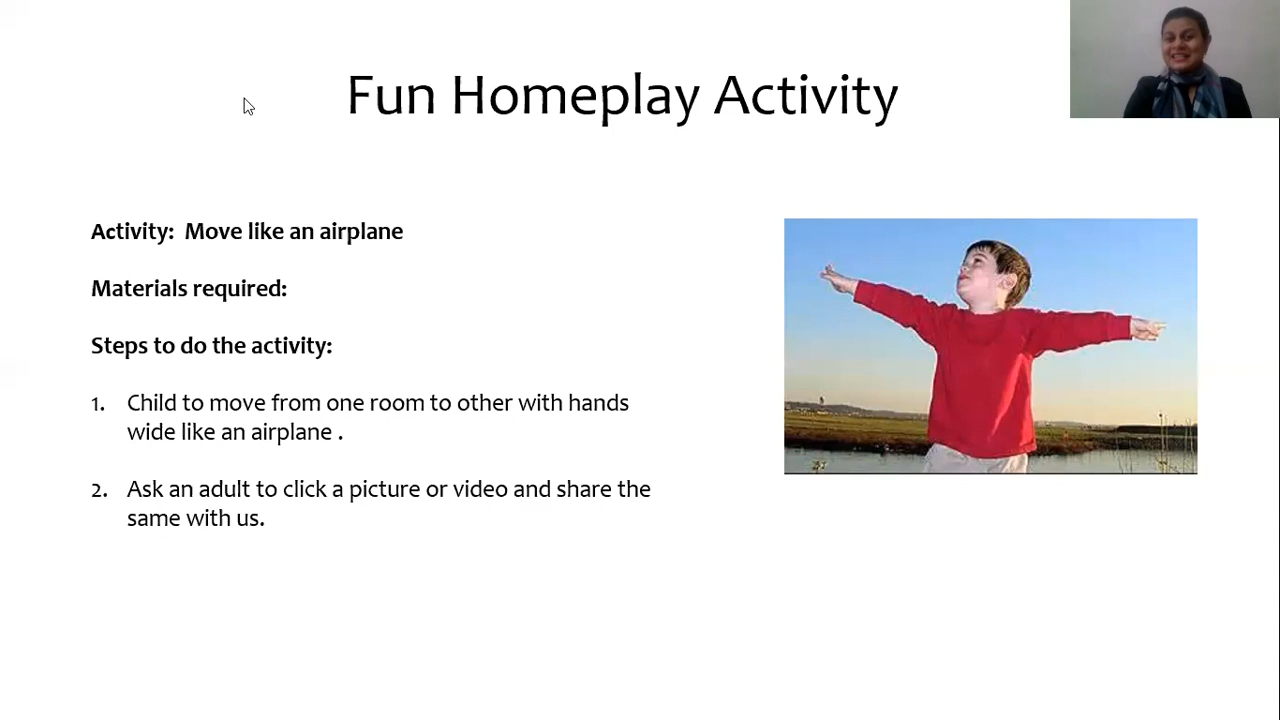 Fun Homeplay Activity
Activity:  Move like an airplane
Materials required:
Steps to do the activity:
1. Child to move from one room to other with hands
wide like an airplane .
2. Ask an adult to click a picture or video and share the
same with us.